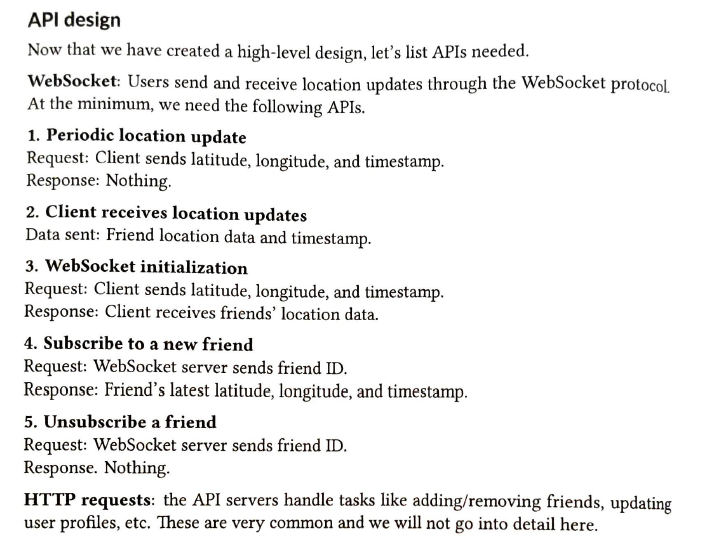 API design
Now that we have created a high-level design, let's list APIs needed.
WebSocket: Users send and receive location updates through the WebSocket protocol.
At the minimum, we need the following APIs.
1. Periodic location update
Request: Client sends latitude, longitude, and timestamp.
Response: Nothing.
2. Client receives location updates
Data sent: Friend location data and timestamp.
3. WebSocket initialization
Request: Client sends latitude, longitude, and timestamp.
Response: Client receives friends' location data.
4. Subscribe to a new friend
Request: WebSocket server sends friend ID.
Response: Friend's latest latitude, longitude, and timestamp.
5. Unsubscribe a friend
Request: WebSocket server sends friend ID.
Response. Nothing.
HTTP requests: the API servers handle tasks like adding/removing friends, updating
user profiles, etc. These are very common and we will not go into detail here.